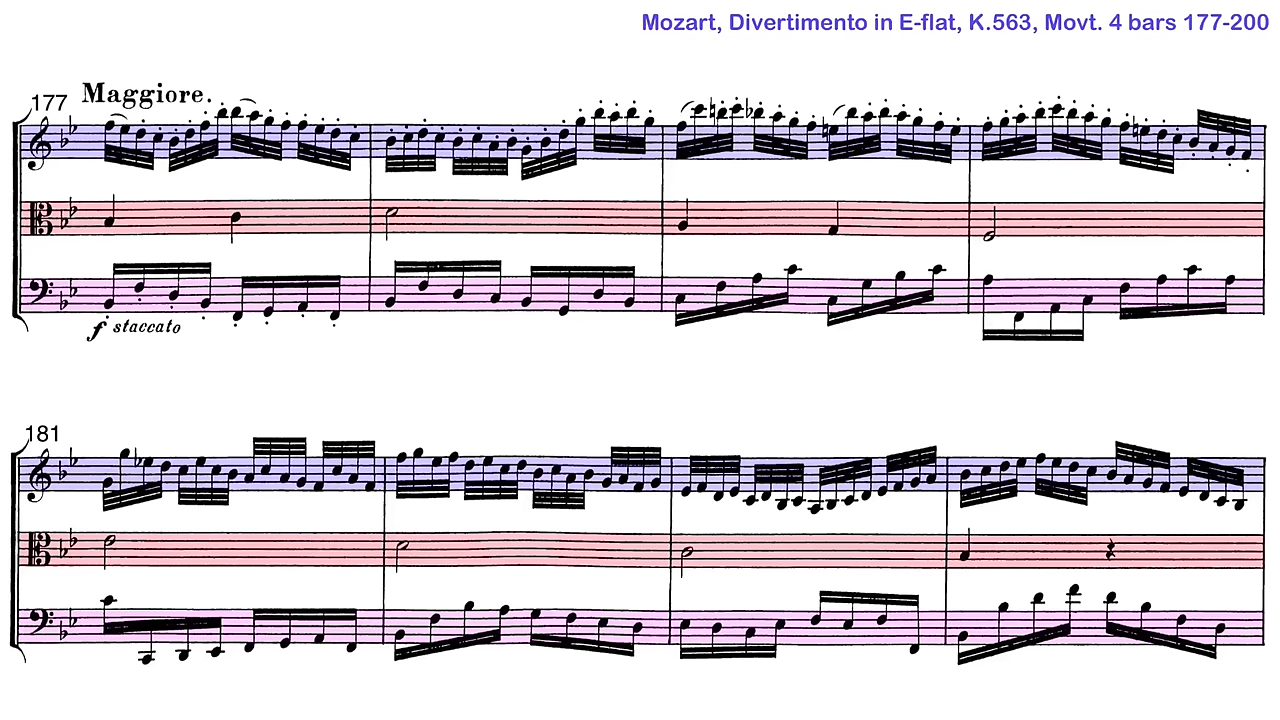 Mozart, Divertimento in E-flat, K.563, Movt. 4 bars 177-200
177 Maggiore.
f staccato
181